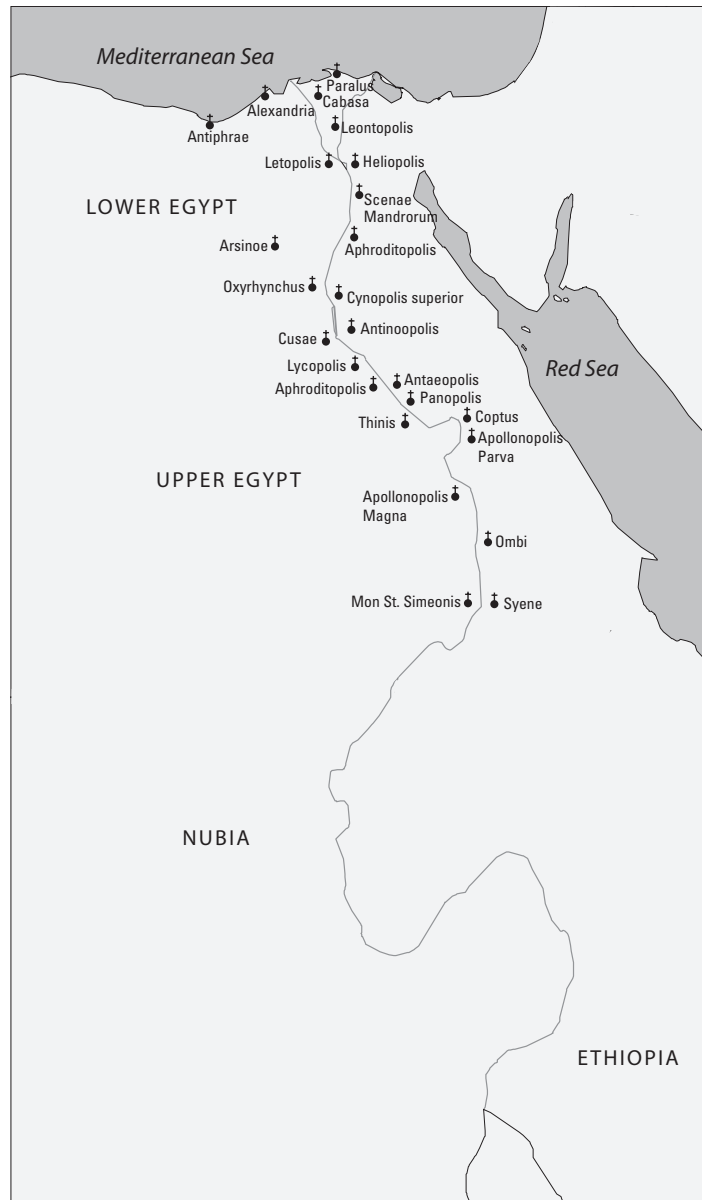 Mediterranean Sea
Paralus
Cabasa
Alexandria
Leontopolis
Antiphrae
Letopolis
Heliopolis
Scenae
Mandrorum
LOWER EGYPT
Arsinoe
Aphroditopolis
Oxyrhynchus
Cynopolis superior
Antinoopolis
Cusae
Lycopolis
Red Sea
Aphroditopolis
Antaeopolis
Panopolis
Thinis
Coptus
Apollonopolis
Parva
UPPER EGYPT
Apollonopolis
Magna
Ombi
Mon St. Simeonis
Syene
NUBIA
ETHIOPIA